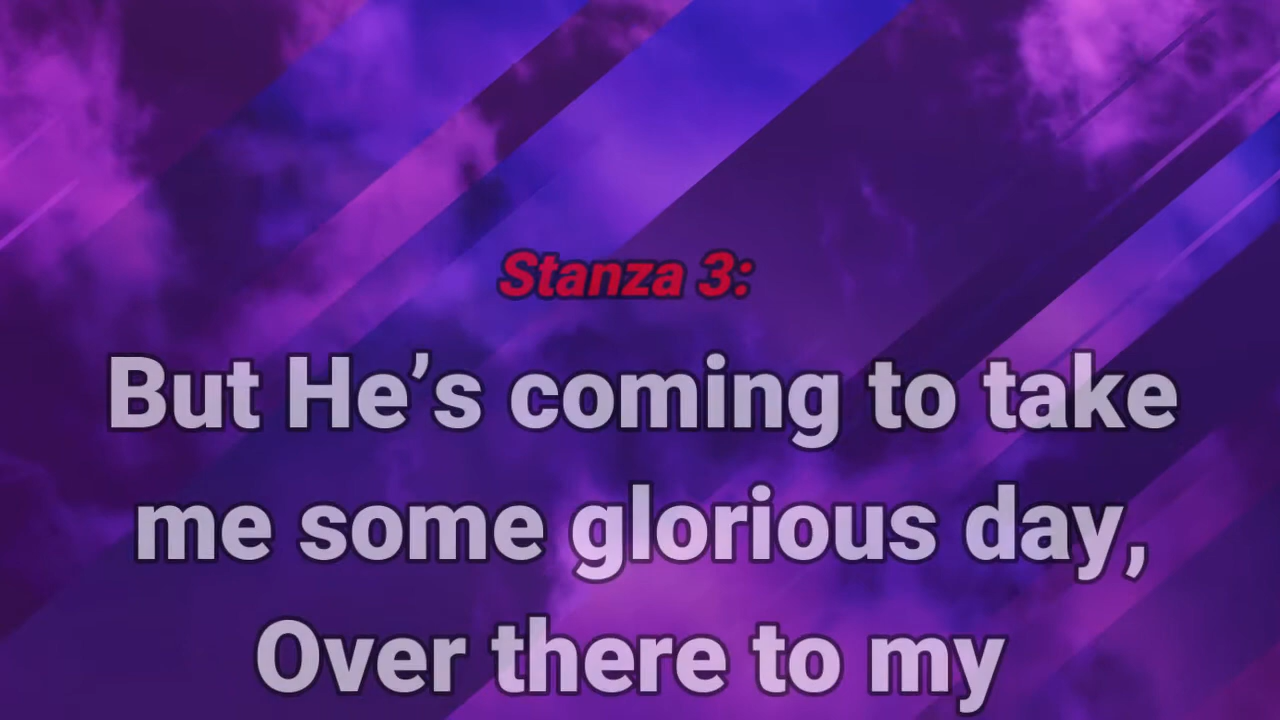 Stanza 3:
But He’s coming to take
me some glorious day,
Over there to my